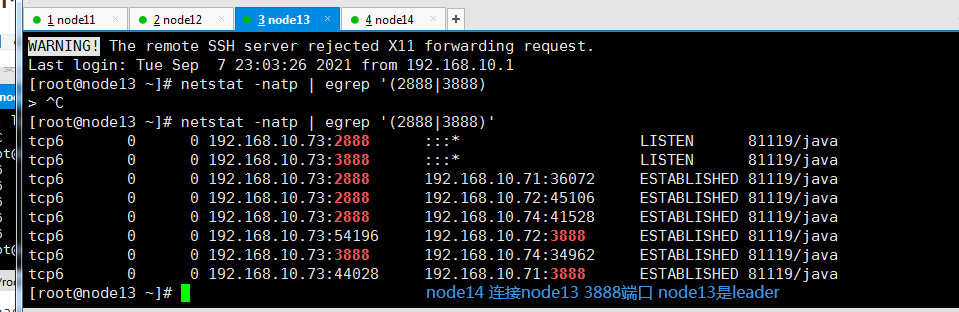 1 node11 × 2 node12 × 3 node13 × 4 node14 × +
WARNING! The remote SSH server rejected X11 forwarding request.
Last login: Tue Sep  7 23:03:26 2021 from 192.168.10.1
[root@node13 ~]# netstat -natp | egrep '(2888|3888)
> ^C
[root@node13 ~]# netstat -natp | egrep '(2888|3888)'
tcp6       0      0 192.168.10.73:2888      :::*                    LISTEN      81119/java
tcp6       0      0 192.168.10.73:3888      :::*                    LISTEN      81119/java
tcp6       0      0 192.168.10.73:2888      192.168.10.71:36072     ESTABLISHED 81119/java
tcp6       0      0 192.168.10.73:2888      192.168.10.72:45106     ESTABLISHED 81119/java
tcp6       0      0 192.168.10.73:2888      192.168.10.74:41528     ESTABLISHED 81119/java
tcp6       0      0 192.168.10.73:54196     192.168.10.72:3888      ESTABLISHED 81119/java
tcp6       0      0 192.168.10.73:3888      192.168.10.74:34962     ESTABLISHED 81119/java
tcp6       0      0 192.168.10.73:44028     192.168.10.71:3888      ESTABLISHED 81119/java
[root@node13 ~]#
node14 连接node13 3888端口 node13是leader